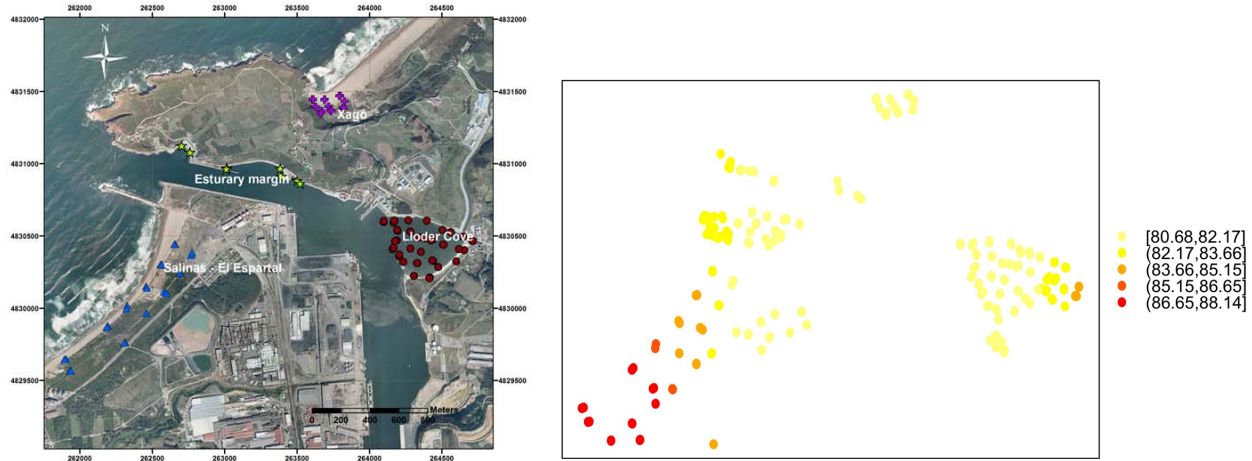 262000 262500 263000 263500 264000 264500
4832000 4832000
N
4831500 4831500
Xagó
4831000 4831000
Esturary margin
4830500 4830500
Lloder Cove
Salinas - El Espartal
4830000 4830000
4829500 4829500
Meters
0 200 400 600 800
262000 262500 263000 263500 264000 264500
[80.68,82.17]
(82.17,83.66]
(83.66,85.15]
(85.15,86.65]
(86.65,88.14]